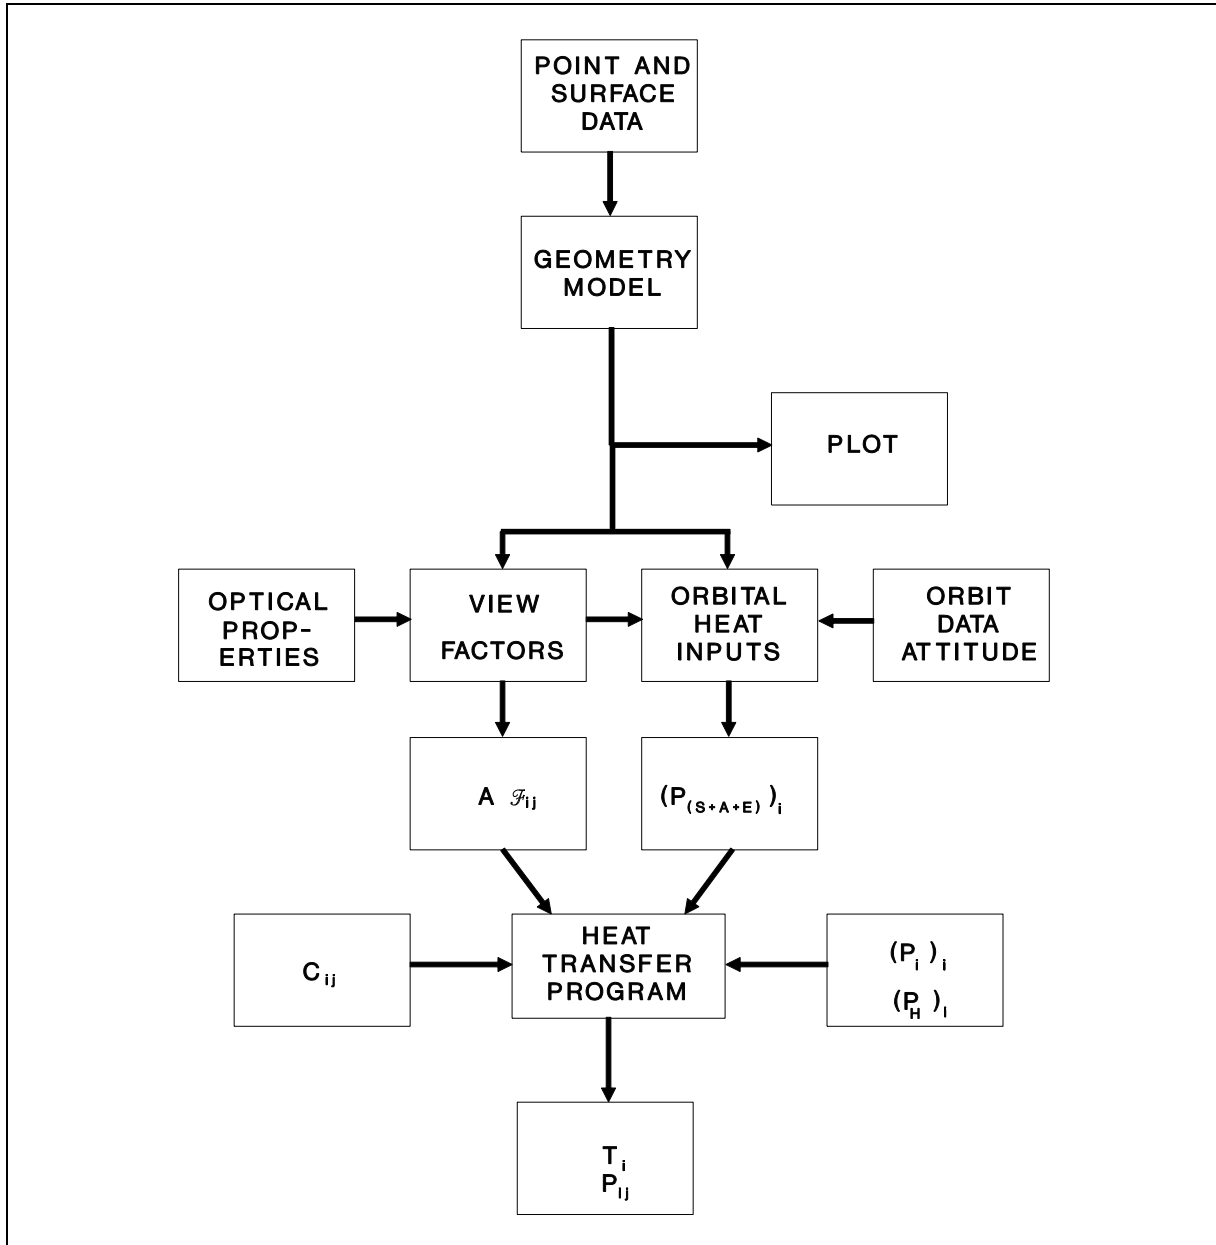 POINT AND
SURFACE
DATA
GEOMETRY
MODEL
PLOT
OPTICAL
PROP-
ERTIES
VIEW
FACTORS
ORBITAL
HEAT
INPUTS
ORBIT
DATA
ATTITUDE
A ℱij
(P(S+A+E))i
Cij
HEAT
TRANSFER
PROGRAM
(Pi)i
(PH)I
Ti
PIj